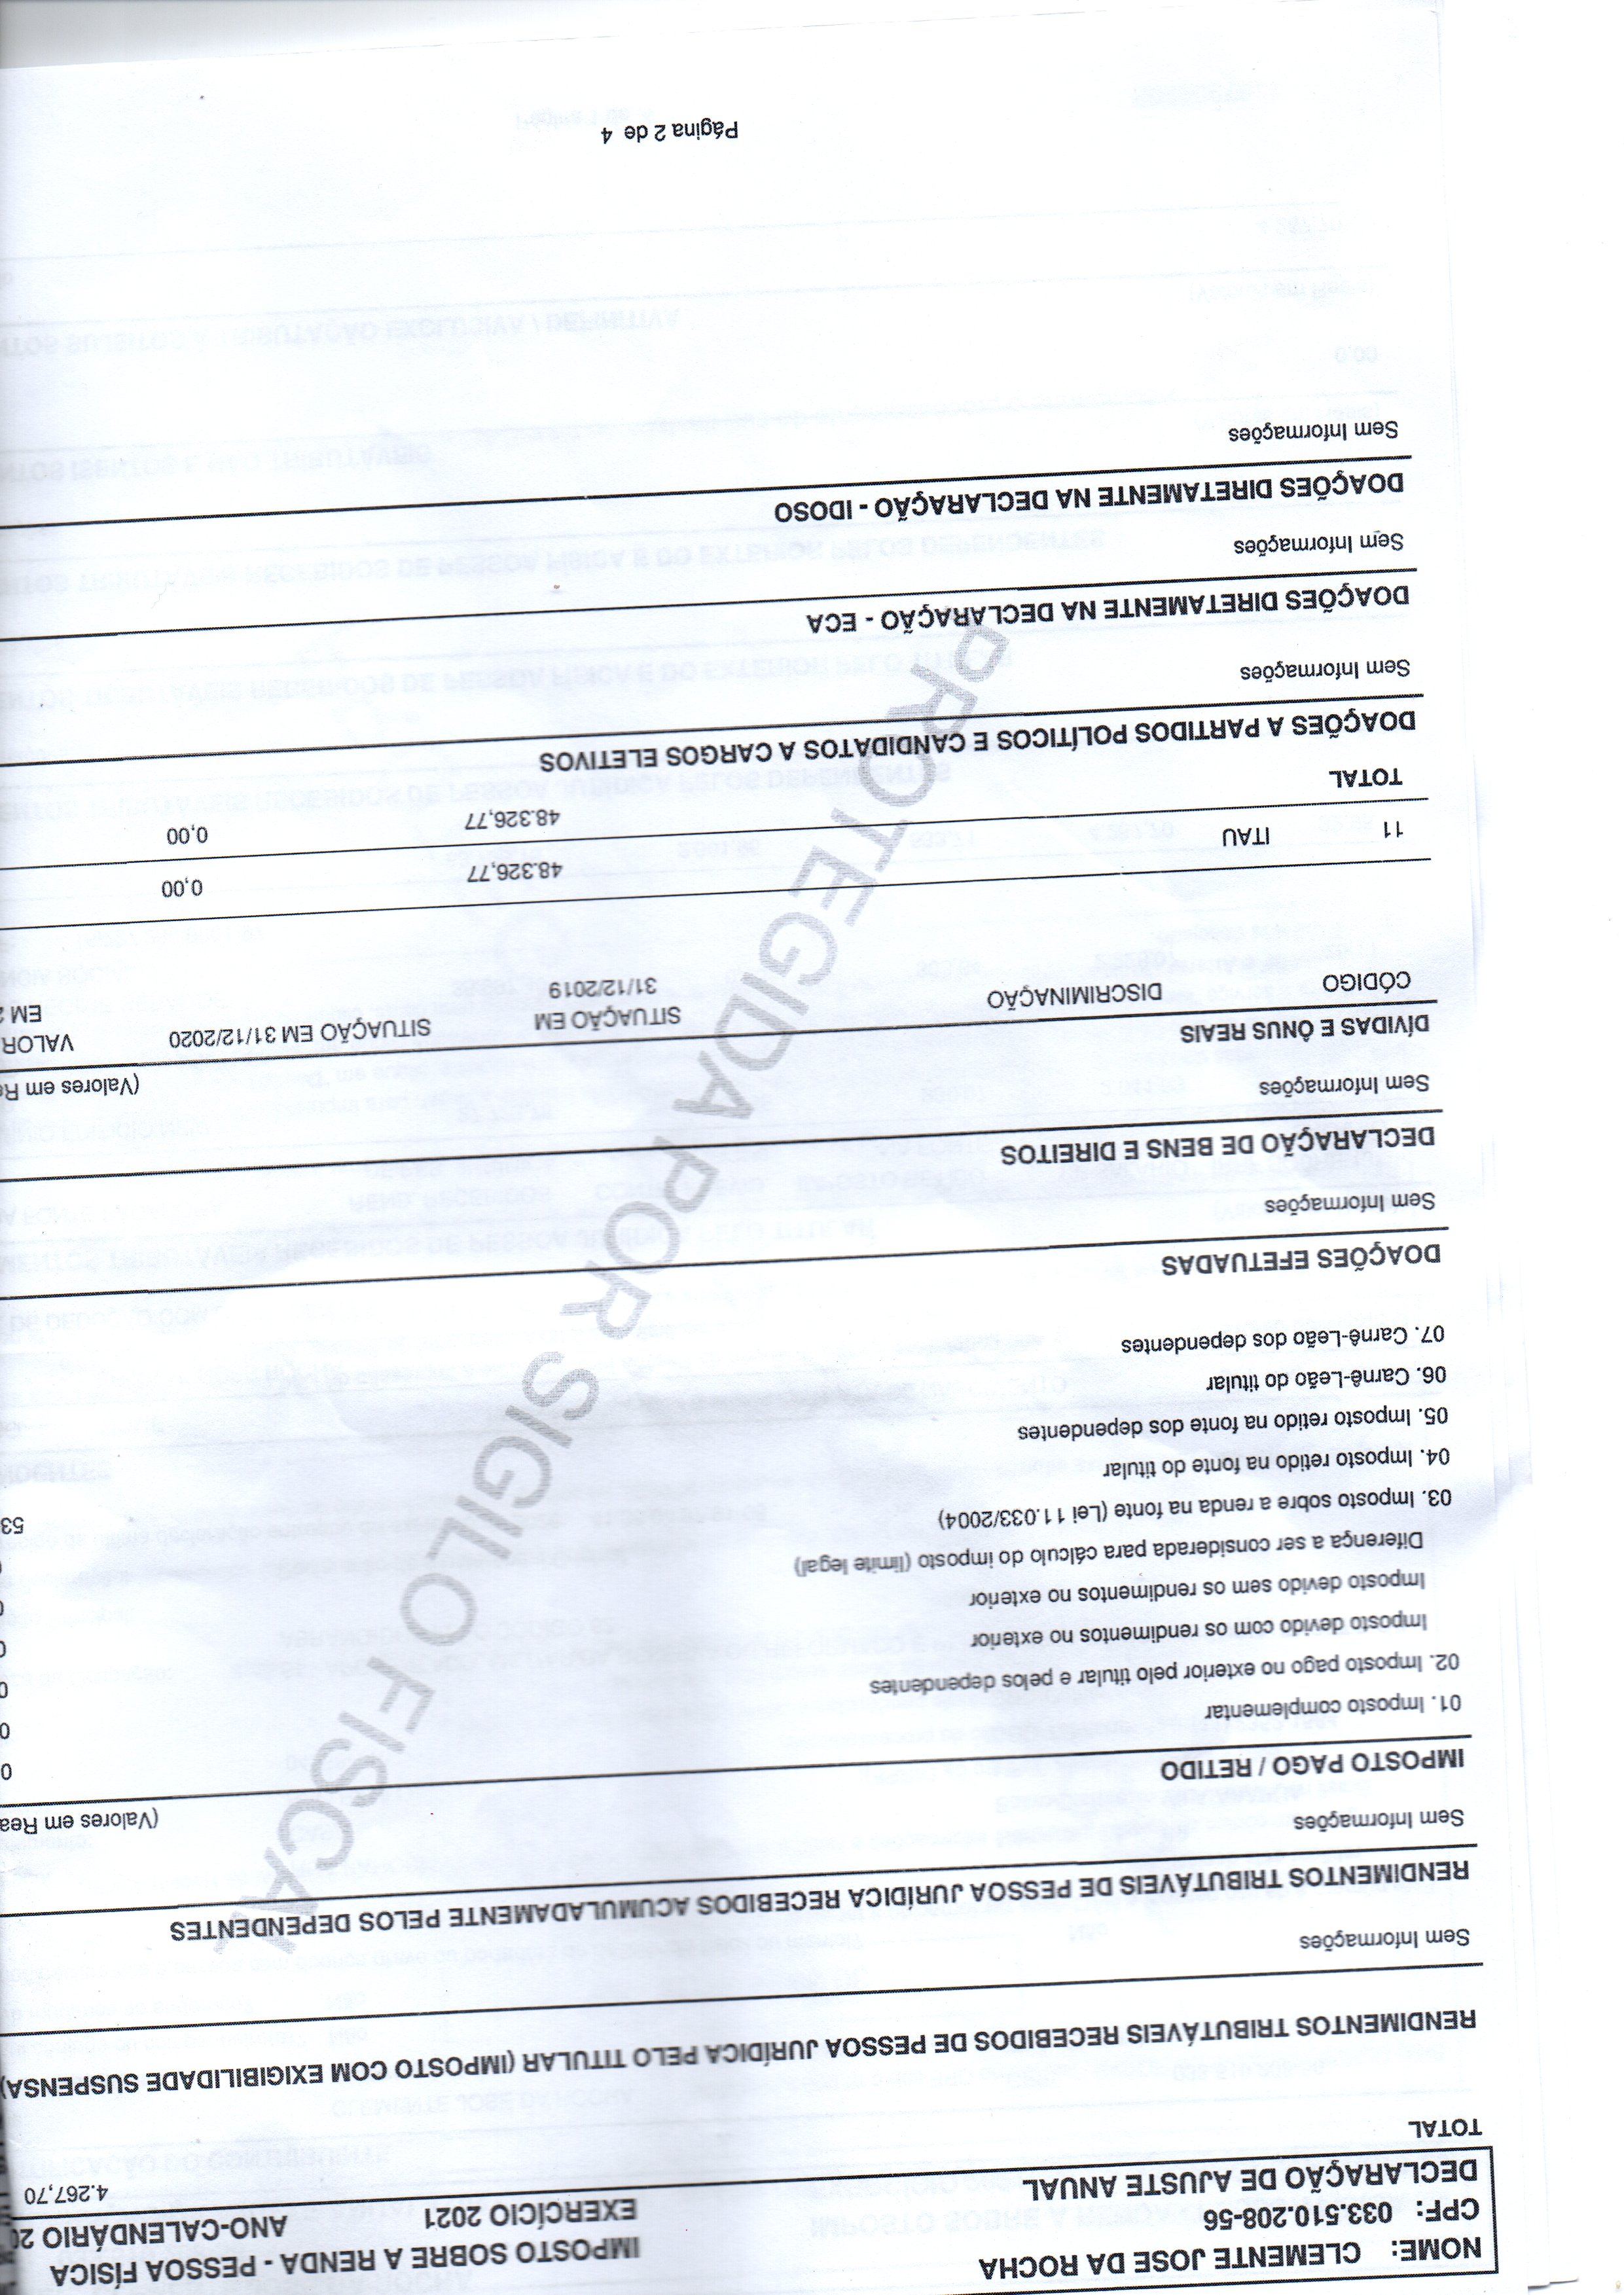 NOME: CLEMENTE JOSE DA ROCHA IMPOSTO SOBRE A RENDA - PESSOA FÍSICA
CPF: 033.510.208-56 EXERCÍCIO 2021 ANO-CALENDÁRIO 20
DECLARAÇÃO DE AJUSTE ANUAL
TOTAL 4.267,70
RENDIMENTOS TRIBUTÁVEIS RECEBIDOS DE PESSOA JURÍDICA PELO TITULAR (IMPOSTO COM EXIGIBILIDADE SUSPENSA)
Sem Informações
RENDIMENTOS TRIBUTÁVEIS DE PESSOA JURÍDICA RECEBIDOS ACUMULADAMENTE PELOS DEPENDENTES
Sem Informações
IMPOSTO PAGO / RETIDO (Valores em Rea
01. Imposto complementar 0
02. Imposto pago no exterior pelo titular e pelos dependentes 0
Imposto devido com os rendimentos no exterior 0
Imposto devido sem os rendimentos no exterior 0
Diferença a ser considerada para cálculo do imposto (limite legal) 0
03. Imposto sobre a renda na fonte (Lei 11.033/2004)
04. Imposto retido na fonte do titular 53
05. Imposto retido na fonte dos dependentes
06. Carnê-Leão do titular
07. Carnê-Leão dos dependentes
DOAÇÕES EFETUADAS
Sem Informações
DECLARAÇÃO DE BENS E DIREITOS
Sem Informações
DÍVIDAS E ÔNUS REAIS (Valores em Re
CÓDIGO DISCRIMINAÇÃO SITUAÇÃO EM 31/12/2019 SITUAÇÃO EM 31/12/2020 VALOR EM
11 ITAU 48.326,77 0,00
TOTAL 48.326,77 0,00
DOAÇÕES A PARTIDOS POLÍTICOS E CANDIDATOS A CARGOS ELETIVOS
Sem Informações
DOAÇÕES DIRETAMENTE NA DECLARAÇÃO - ECA
Sem Informações
DOAÇÕES DIRETAMENTE NA DECLARAÇÃO - IDOSO
Sem Informações
PROTEGIDA POR SIGILO FISCAL
Página 2 de 4